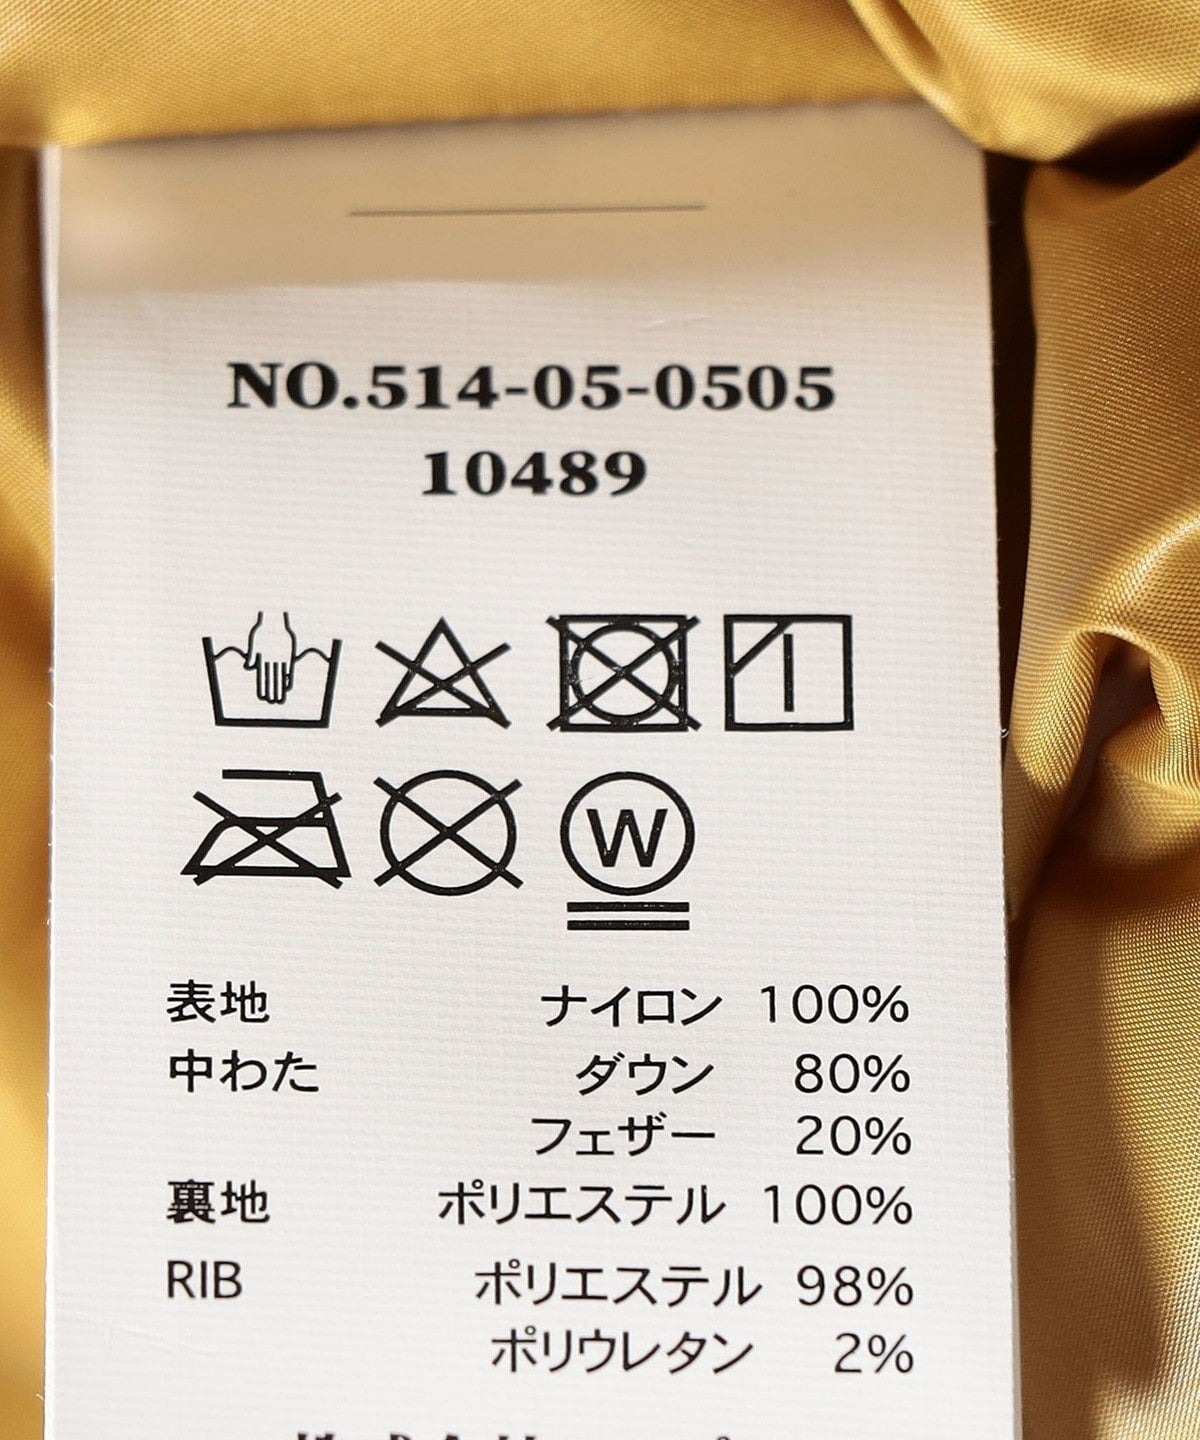 NO.514-05-0505
10489
W
表地 ナイロン 100%
中わた ダウン 80%
フェザー 20%
裏地 ポリエステル 100%
RIB ポリエステル 98%
ポリウレタン 2%